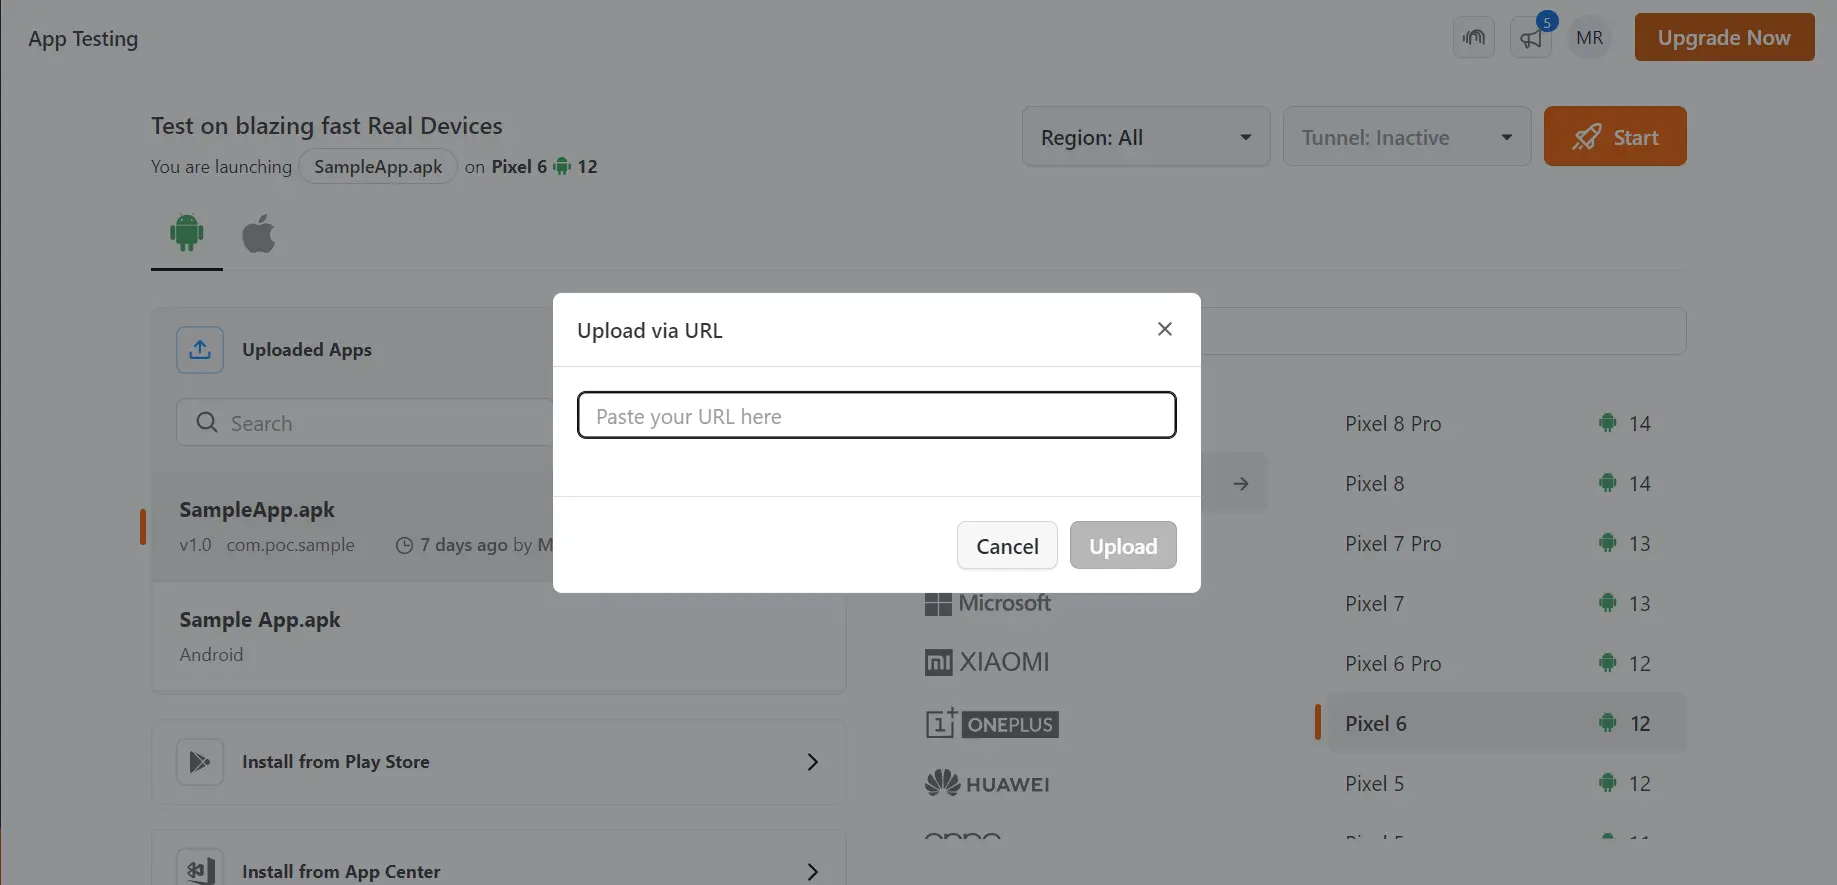 App Testing
5
MR
Upgrade Now
Test on blazing fast Real Devices
You are launching SampleApp.apk on Pixel 6 12
Region: All
Tunnel: Inactive
Start
Uploaded Apps
Search
SampleApp.apk
v1.0 com.poc.sample 7 days ago by M
Sample App.apk
Android
Install from Play Store
Install from App Center
Upload via URL
Paste your URL here
Cancel
Upload
Microsoft
XIAOMI
ONEPLUS
HUAWEI
Pixel 8 Pro 14
Pixel 8 14
Pixel 7 Pro 13
Pixel 7 13
Pixel 6 Pro 12
Pixel 6 12
Pixel 5 12